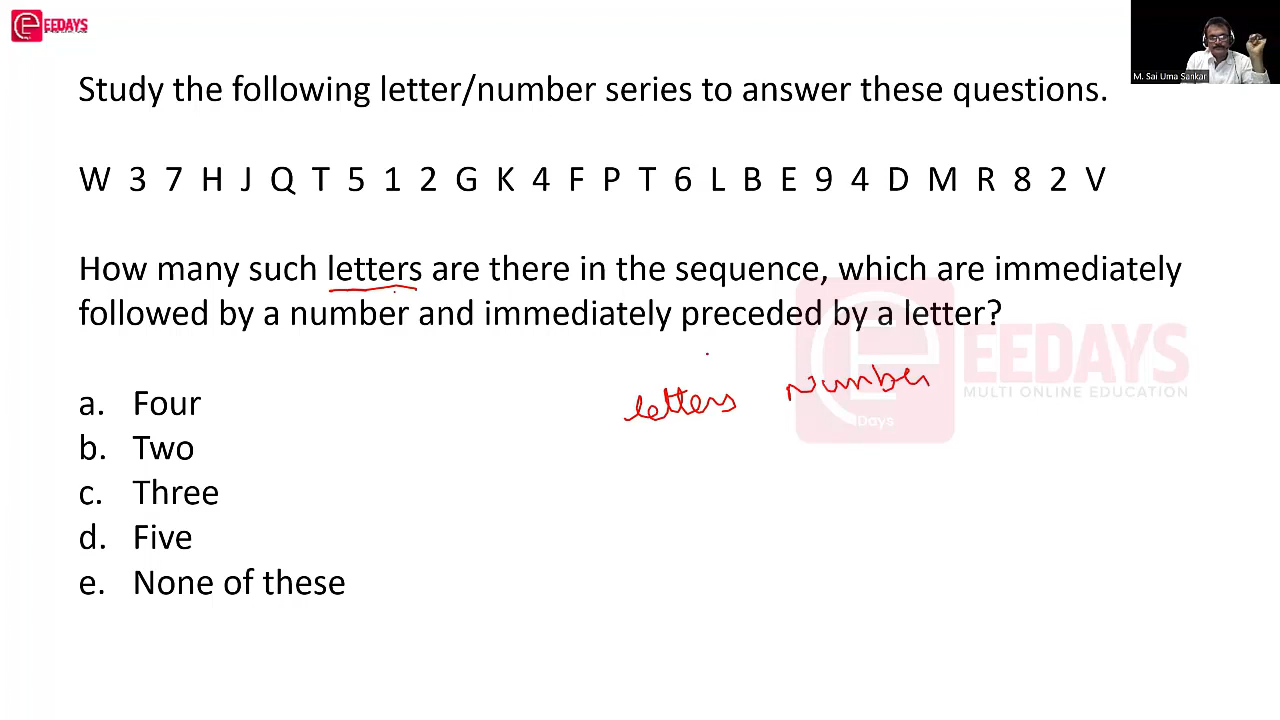 EEDAYS
M. Sai Uma Sankar
Study the following letter/number series to answer these questions.
W 3 7 H J Q T 5 1 2 G K 4 F P T 6 L B E 9 4 D M R 8 2 V
How many such letters are there in the sequence, which are immediately
followed by a number and immediately preceded by a letter?
letters Number
EEDAYS
MULTI ONLINE EDUCATION
Days
a. Four
b. Two
c. Three
d. Five
e. None of these